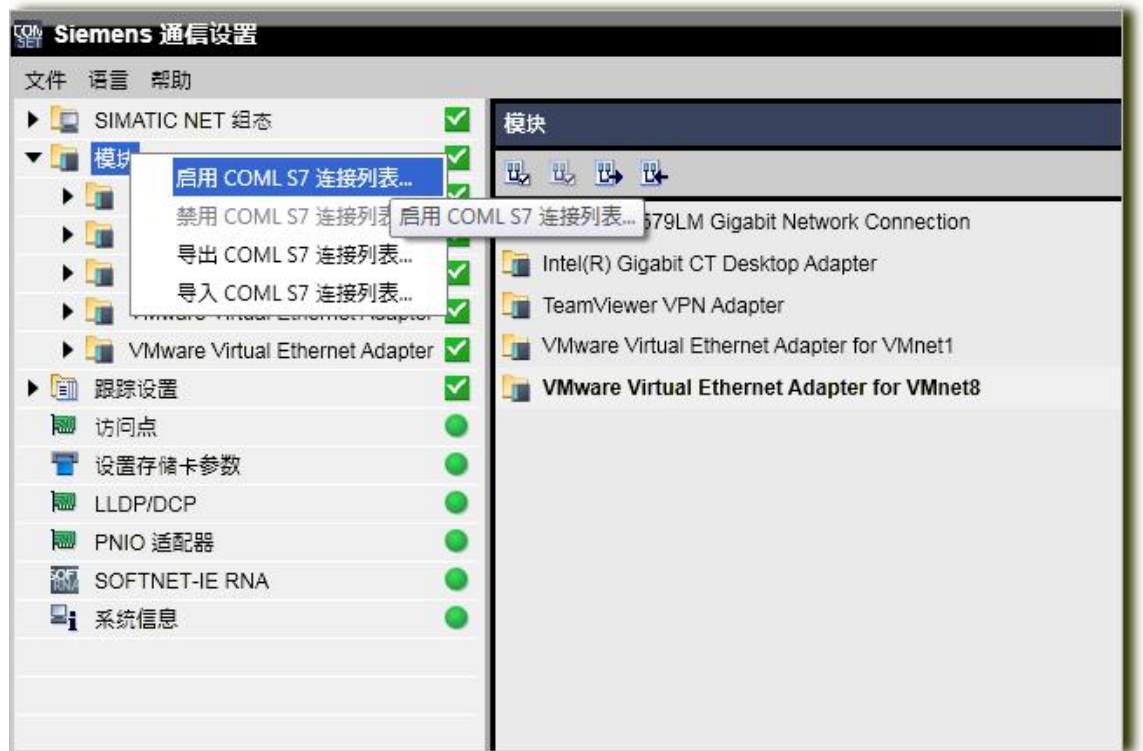 CON
SET Siemens 通信设置
文件 语言 帮助
SIMATIC NET 组态
模块
启用 COML S7 连接列表...
禁用 COML S7 连接列表
启用 COML S7 连接列表...
导出 COML S7 连接列表...
导入 COML S7 连接列表...
VMware Virtual Ethernet Adapter
VMware Virtual Ethernet Adapter
跟踪设置
访问点
设置存储卡参数
LLDP/DCP
PNIO 适配器
SOFTNET-IE RNA
系统信息
模块
579LM Gigabit Network Connection
Intel(R) Gigabit CT Desktop Adapter
TeamViewer VPN Adapter
VMware Virtual Ethernet Adapter for VMnet1
VMware Virtual Ethernet Adapter for VMnet8